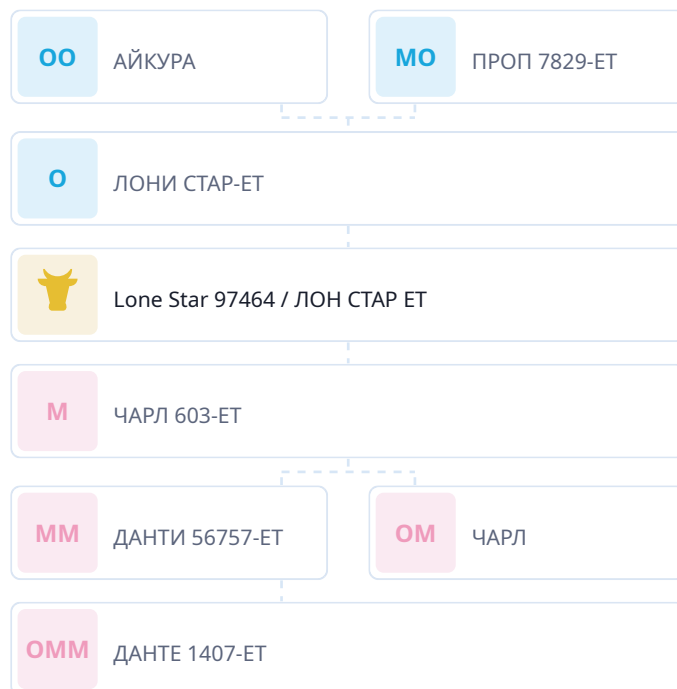 ОО АЙКУРА
МО ПРОП 7829-ЕТ
О ЛОНИ СТАР-ЕТ
Lone Star 97464 / ЛОН СТАР ЕТ
М ЧАРЛ 603-ЕТ
ММ ДАНТИ 56757-ЕТ
ОМ ЧАРЛ
ОММ ДАНТЕ 1407-ЕТ